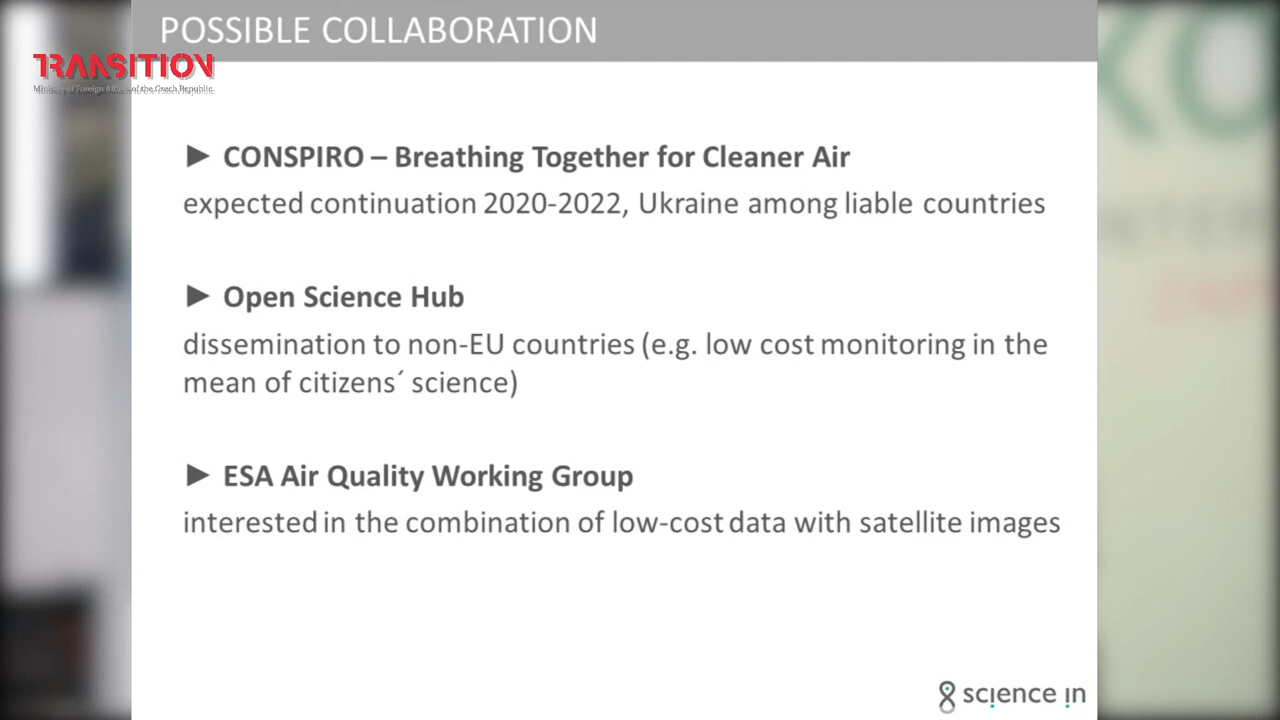 POSSIBLE COLLABORATION
TRANSITION
Ministry of Foreign Affairs of the Czech Republic
► CONSPIRO – Breathing Together for Cleaner Air
expected continuation 2020-2022, Ukraine among liable countries
► Open Science Hub
dissemination to non-EU countries (e.g. low cost monitoring in the
mean of citizens´ science)
► ESA Air Quality Working Group
interested in the combination of low-cost data with satellite images
science in